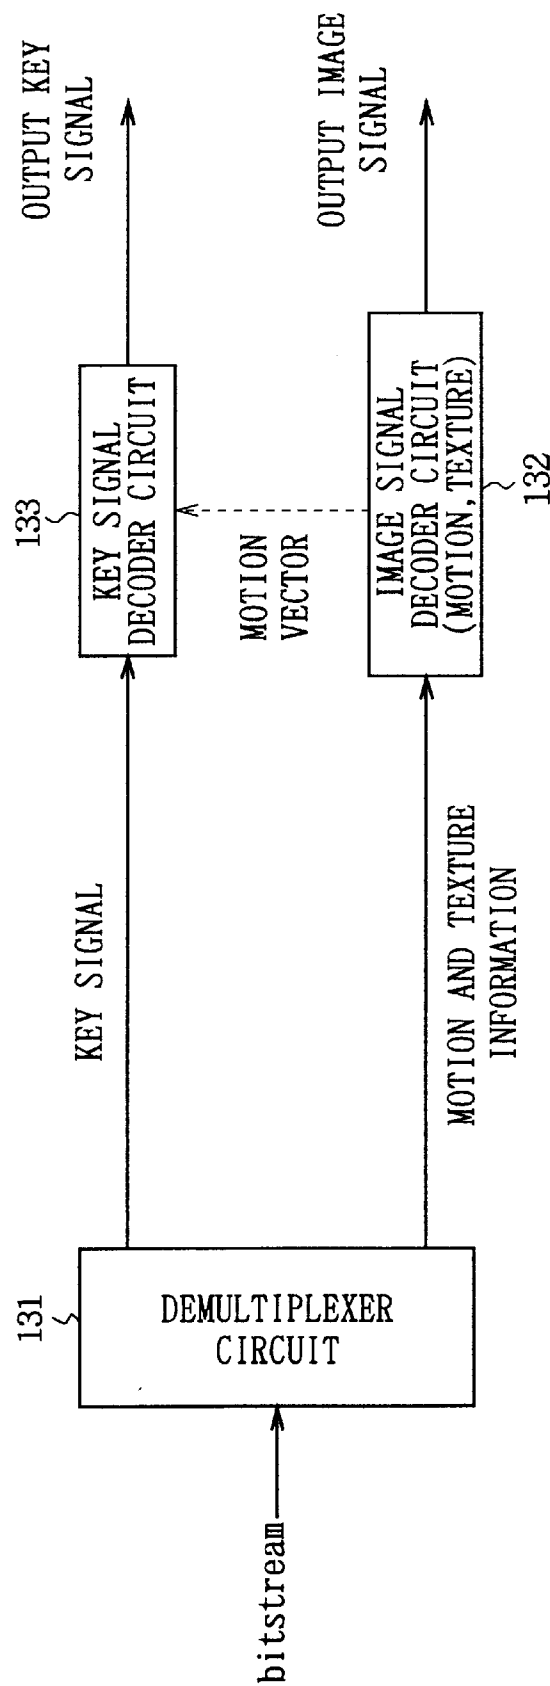 bitstream
131
DEMULTIPLEXER
CIRCUIT
KEY SIGNAL
MOTION AND TEXTURE
INFORMATION
133
KEY SIGNAL
DECODER CIRCUIT
MOTION
VECTOR
IMAGE SIGNAL
DECODER CIRCUIT
(MOTION, TEXTURE)
132
OUTPUT KEY
SIGNAL
OUTPUT IMAGE
SIGNAL